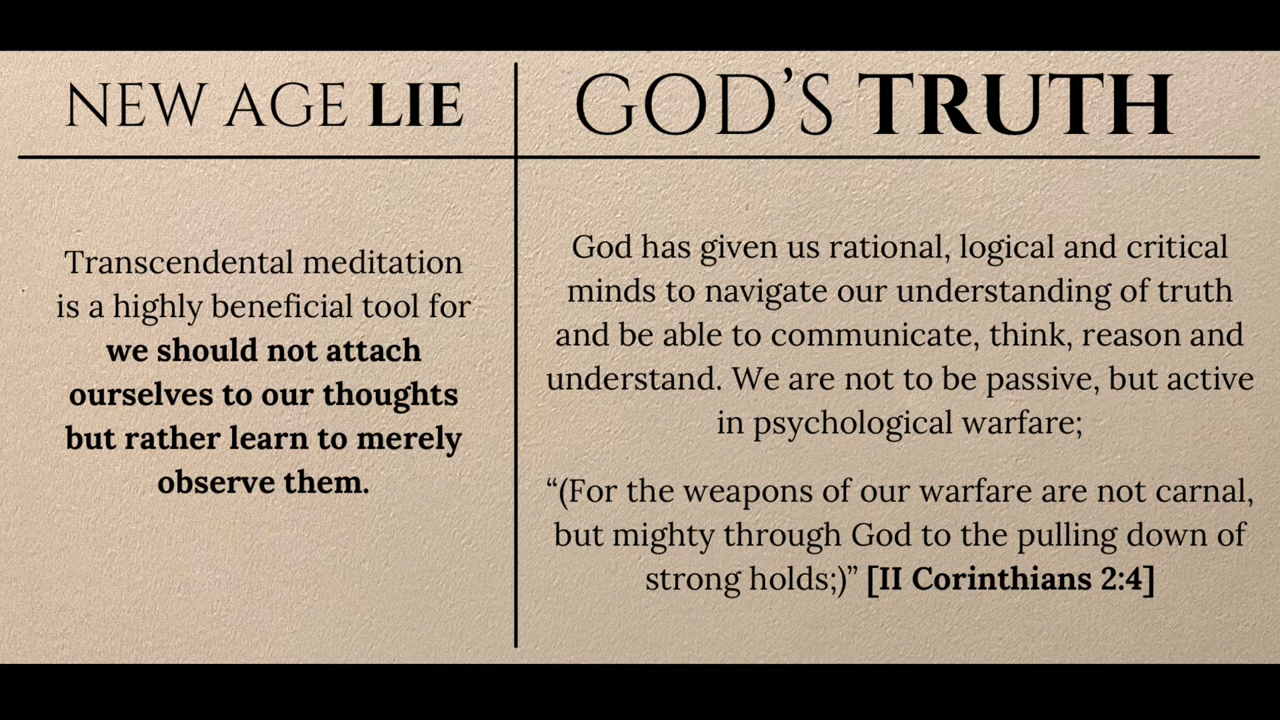 NEW AGE LIE
GOD'S TRUTH
Transcendental meditation
is a highly beneficial tool for
we should not attach
ourselves to our thoughts
but rather learn to merely
observe them.
God has given us rational, logical and critical
minds to navigate our understanding of truth
and be able to communicate, think, reason and
understand. We are not to be passive, but active
in psychological warfare;
“(For the weapons of our warfare are not carnal,
but mighty through God to the pulling down of
strong holds;)” [II Corinthians 2:4]